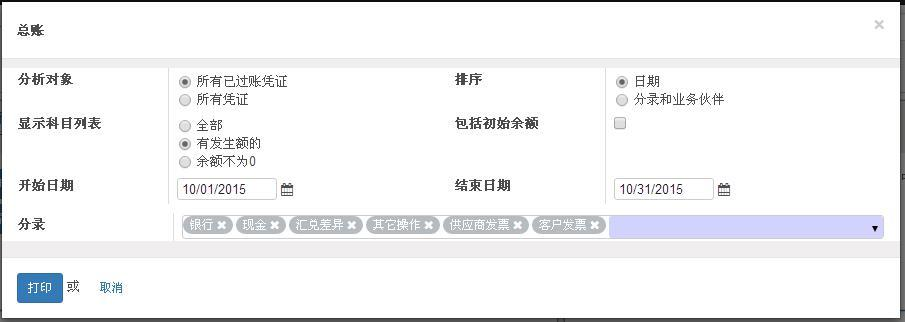 总账 ×
分析对象 所有已过账凭证 排序 日期
所有凭证 分录和业务伙伴
显示科目列表 全部 包括初始余额
有发生额的
余额不为0
开始日期 10/01/2015 结束日期 10/31/2015
分录 银行 × 现金 × 汇兑差异 × 其它操作 × 供应商发票 × 客户发票 ×
打印 或 取消